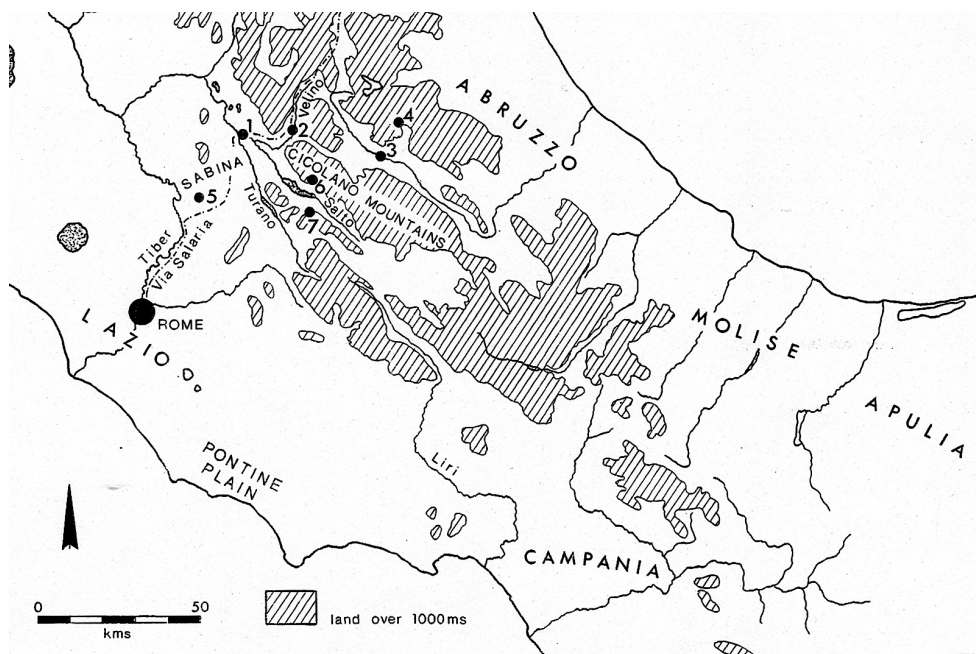 ABRUZZO
Velino
1
2
4
3
CICOLANO
MOUNTAINS
6
Salto
SABINA
5
Turano
7
Tiber
Via Salaria
ROME
LAZIO
MOLISE
APULIA
PONTINE
PLAIN
Liri
CAMPANIA
0 50
kms
land over 1000ms